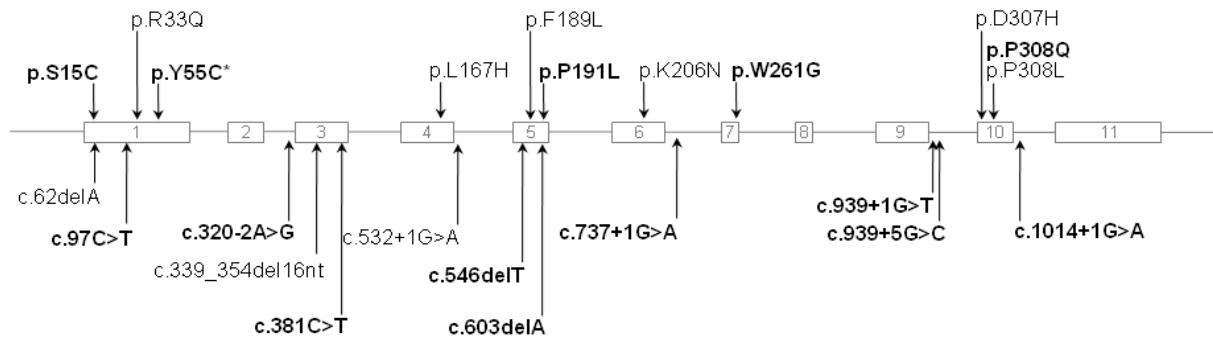 p.R33Q
p.F189L
p.D307H
p.P308Q
p.S15C
p.Y55C*
p.L167H
p.P191L
p.K206N
p.W261G
p.P308L
1 2 3 4 5 6 7 8 9 10 11
c.62delA
c.97C>T
c.320-2A>G
c.532+1G>A
c.737+1G>A
c.939+1G>T
c.939+5G>C
c.1014+1G>A
c.339_354del16nt
c.546delT
c.381C>T
c.603delA